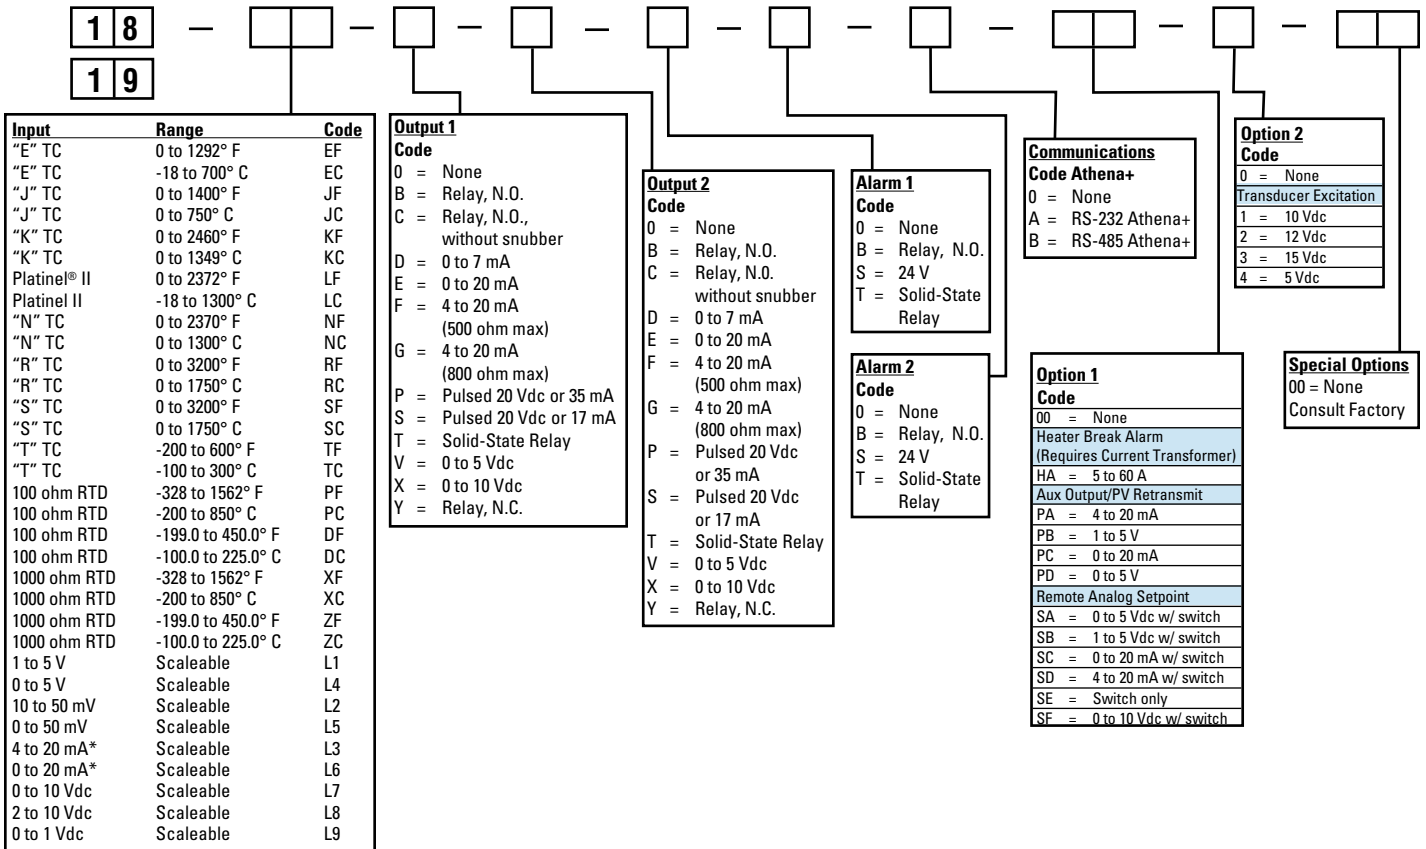 1 8 — — — — — — — — —
1 9
Input Range Code
“E” TC 0 to 1292° F EF
“E” TC -18 to 700° C EC
“J” TC 0 to 1400° F JF
“J” TC 0 to 750° C JC
“K” TC 0 to 2460° F KF
“K” TC 0 to 1349° C KC
Platinel® II 0 to 2372° F LF
Platinel II -18 to 1300° C LC
“N” TC 0 to 2370° F NF
“N” TC 0 to 1300° C NC
“R” TC 0 to 3200° F RF
“R” TC 0 to 1750° C RC
“S” TC 0 to 3200° F SF
“S” TC 0 to 1750° C SC
“T” TC -200 to 600° F TF
“T” TC -100 to 300° C TC
100 ohm RTD -328 to 1562° F PF
100 ohm RTD -200 to 850° C PC
100 ohm RTD -199.0 to 450.0° F DF
100 ohm RTD -100.0 to 225.0° C DC
1000 ohm RTD -328 to 1562° F XF
1000 ohm RTD -200 to 850° C XC
1000 ohm RTD -199.0 to 450.0° F ZF
1000 ohm RTD -100.0 to 225.0° C ZC
1 to 5 V Scaleable L1
0 to 5 V Scaleable L4
10 to 50 mV Scaleable L2
0 to 50 mV Scaleable L5
4 to 20 mA* Scaleable L3
0 to 20 mA* Scaleable L6
0 to 10 Vdc Scaleable L7
2 to 10 Vdc Scaleable L8
0 to 1 Vdc Scaleable L9
Output 1
Code
0 = None
B = Relay, N.O.
C = Relay, N.O.,
without snubber
D = 0 to 7 mA
E = 0 to 20 mA
F = 4 to 20 mA
(500 ohm max)
G = 4 to 20 mA
(800 ohm max)
P = Pulsed 20 Vdc or 35 mA
S = Pulsed 20 Vdc or 17 mA
T = Solid-State Relay
V = 0 to 5 Vdc
X = 0 to 10 Vdc
Y = Relay, N.C.
Output 2
Code
0 = None
B = Relay, N.O.
C = Relay, N.0.
without snubber
D = 0 to 7 mA
E = 0 to 20 mA
F = 4 to 20 mA
(500 ohm max)
G = 4 to 20 mA
(800 ohm max)
P = Pulsed 20 Vdc
or 35 mA
S = Pulsed 20 Vdc
or 17 mA
T = Solid-State Relay
V = 0 to 5 Vdc
X = 0 to 10 Vdc
Y = Relay, N.C.
Alarm 1
Code
0 = None
B = Relay, N.O.
S = 24 V
T = Solid-State
Relay
Alarm 2
Code
0 = None
B = Relay, N.O.
S = 24 V
T = Solid-State
Relay
Communications
Code Athena+
0 = None
A = RS-232 Athena+
B = RS-485 Athena+
Option 1
Code
00 = None
Heater Break Alarm
(Requires Current Transformer)
HA = 5 to 60 A
Aux Output/PV Retransmit
PA = 4 to 20 mA
PB = 1 to 5 V
PC = 0 to 20 mA
PD = 0 to 5 V
Remote Analog Setpoint
SA = 0 to 5 Vdc w/ switch
SB = 1 to 5 Vdc w/ switch
SC = 0 to 20 mA w/ switch
SD = 4 to 20 mA w/ switch
SE = Switch only
SF = 0 to 10 Vdc w/ switch
Option 2
Code
0 = None
Transducer Excitation
1 = 10 Vdc
2 = 12 Vdc
3 = 15 Vdc
4 = 5 Vdc
Special Options
00 = None
Consult Factory